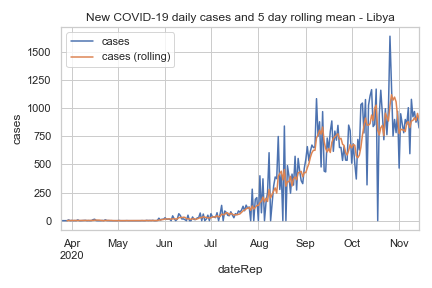 New COVID-19 daily cases and 5 day rolling mean - Libya
cases
cases (rolling)
1500
1250
1000
750
500
250
0
cases
Apr May Jun Jul Aug Sep Oct Nov
2020
dateRep